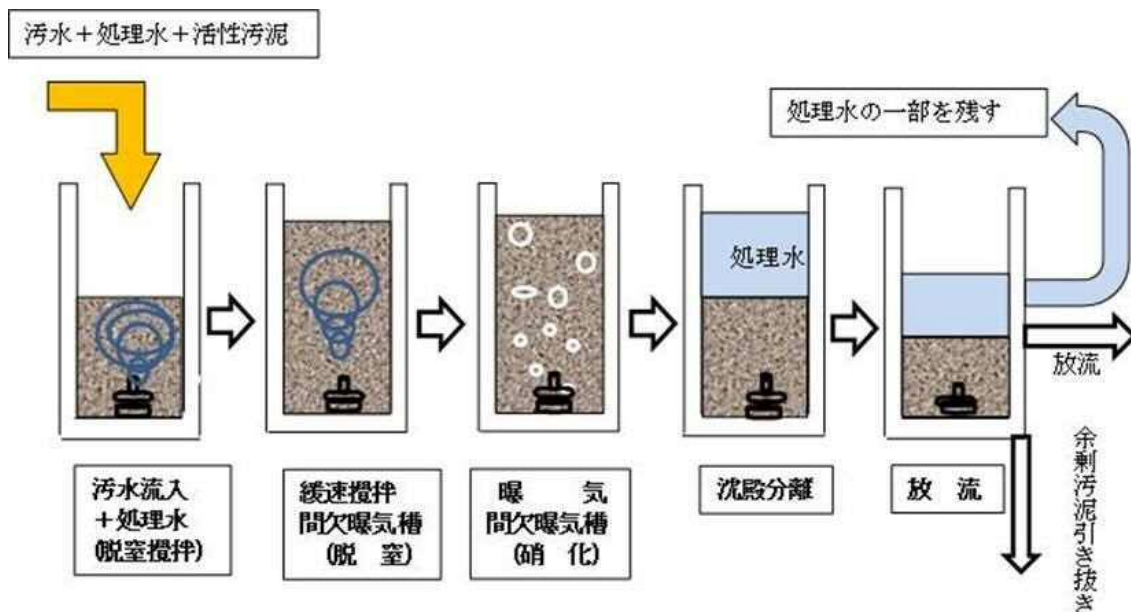 汚水＋処理水＋活性汚泥
処理水の一部を残す
処理水
放流
汚水流入
＋処理水
(脱窒攪拌)
緩速攪拌
間欠曝気槽
(脱　窒)
曝　気
間欠曝気槽
(硝　化)
沈殿分離
放　流
余剰汚泥引き抜き